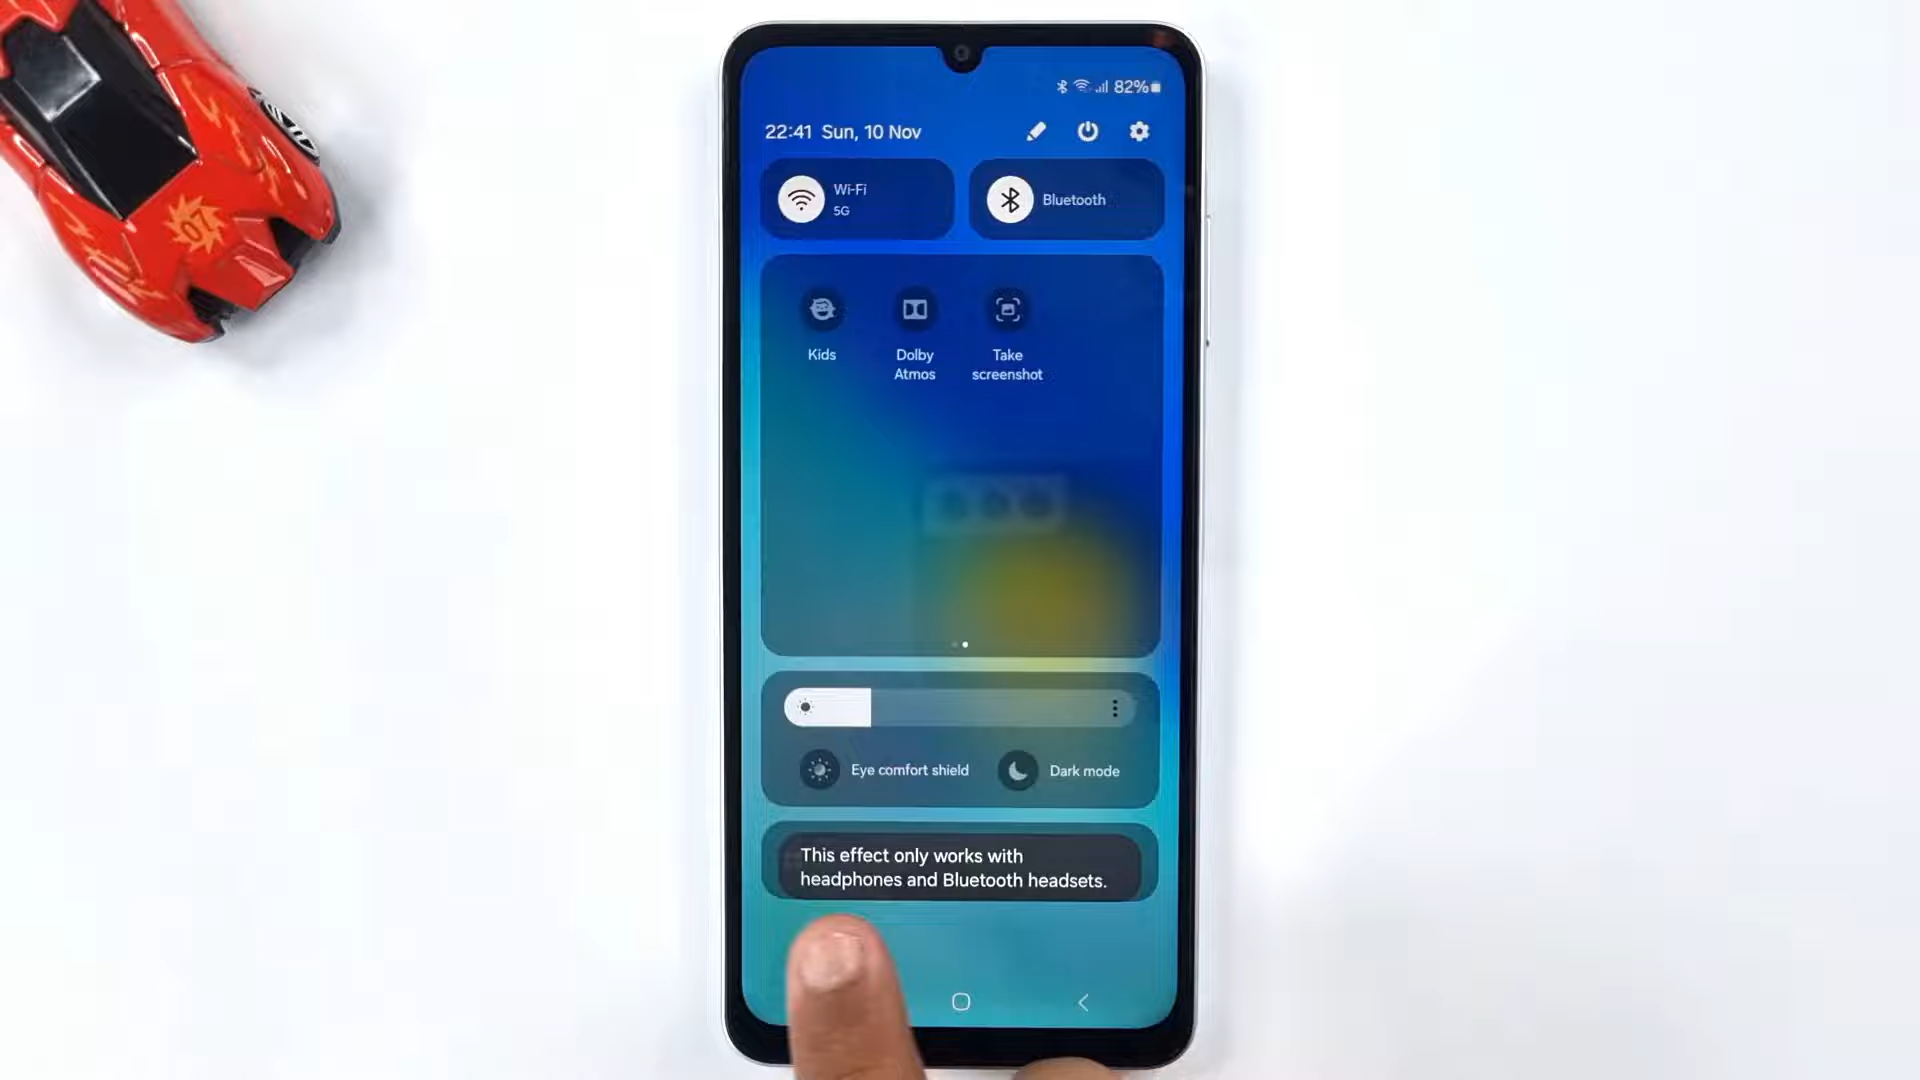 82%
22:41 Sun, 10 Nov
Wi-Fi
5G
Bluetooth
Kids
Dolby
Atmos
Take
screenshot
Eye comfort shield
Dark mode
This effect only works with
headphones and Bluetooth headsets.
07